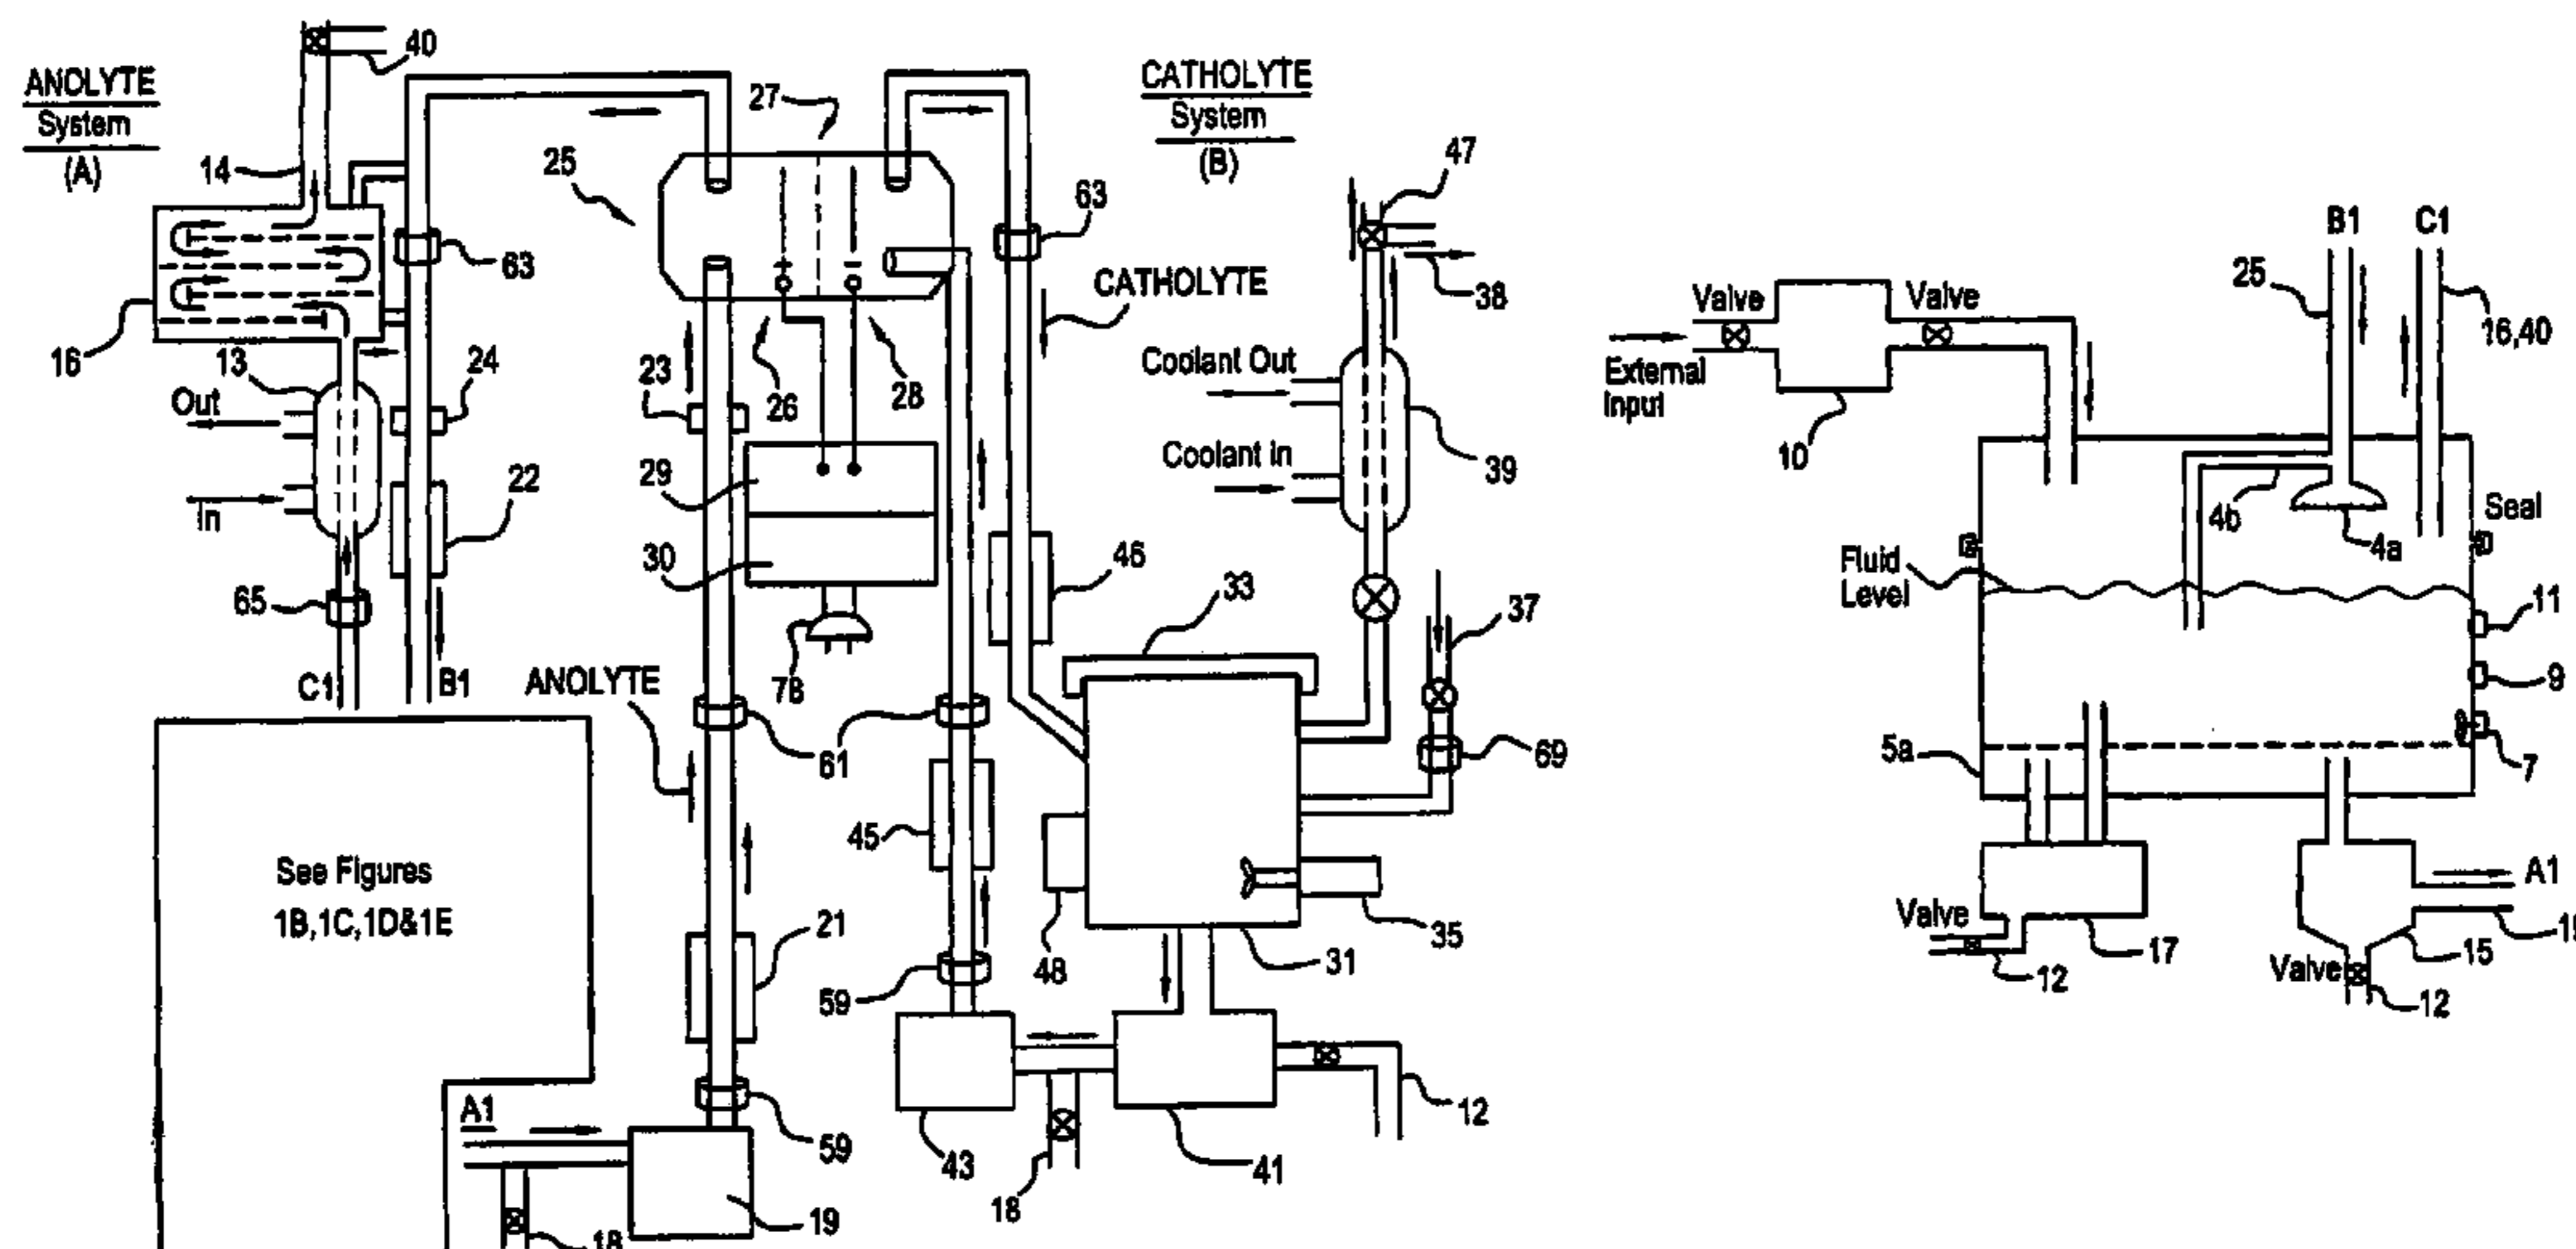 40
ANOLYTE
System
(A)
14
63
16
13
24
Out
22
In
65
C1
B1
27
25
CATHOLYTE
System
(B)
47
63
CATHOLYTE
38
23
26
28
Coolant Out
29
Coolant In
39
30
46
33
37
78
ANOLYTE
61
69
45
See Figures
1B,1C,1D&1E
21
48
35
31
59
A1
59
43
18
41
12
19
18
B1
C1
25
Valve
Valve
16,40
External
Input
10
4b
4a
Seal
Fluid
Level
11
9
5a
7
A1
Valve
12
17
15
Valve
12